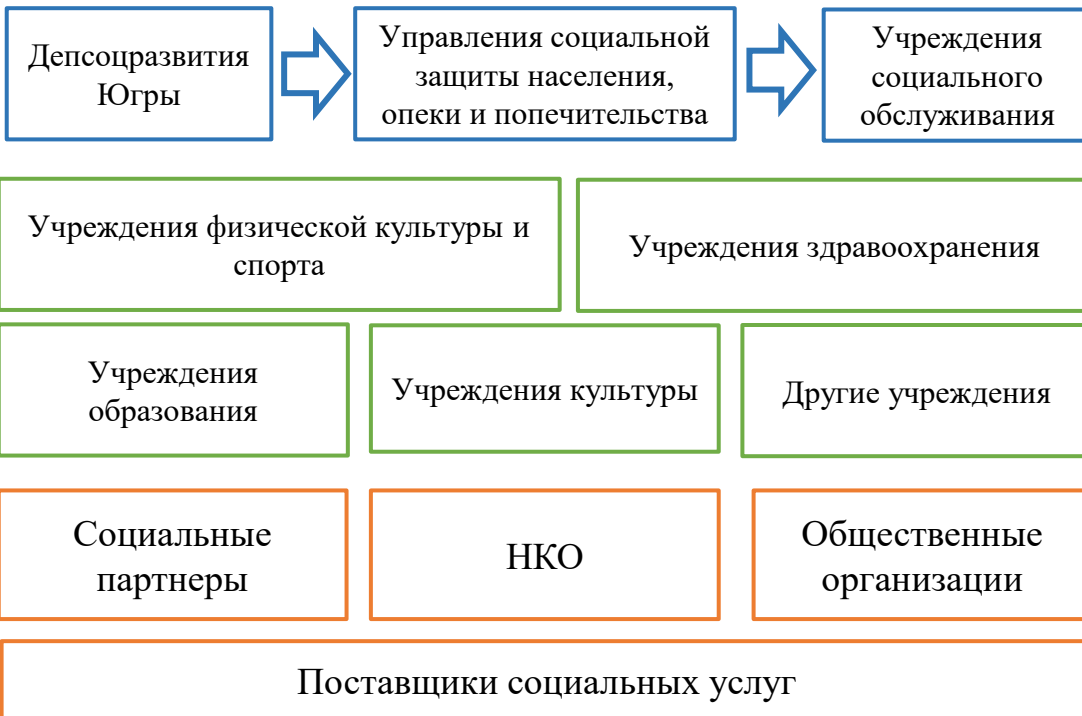 Депсоцразвития
Югры
Управления социальной
защиты населения,
опеки и попечительства
Учреждения
социального
обслуживания
Учреждения физической культуры и
спорта
Учреждения здравоохранения
Учреждения
образования
Учреждения культуры
Другие учреждения
Социальные
партнеры
НКО
Общественные
организации
Поставщики социальных услуг